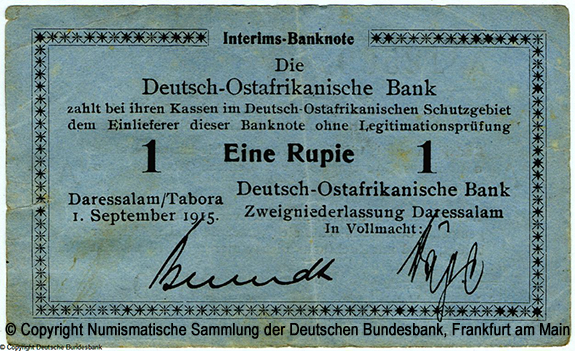 Interims-Banknote
Die
Deutsch-Ostafrikanische Bank
zahlt bei ihren Kassen im Deutsch-Ostafrikanischen Schutzgebiet
dem Einlieferer dieser Banknote ohne Legitimationsprüfung
1 Eine Rupie 1
Daressalam/Tabora
1. September 1915.
Deutsch-Ostafrikanische Bank
Zweigniederlassung Daressalam
In Vollmacht:
© Copyright Numismatische Sammlung der Deutschen Bundesbank, Frankfurt am Main
© Copyright Deutsche Bundesbank